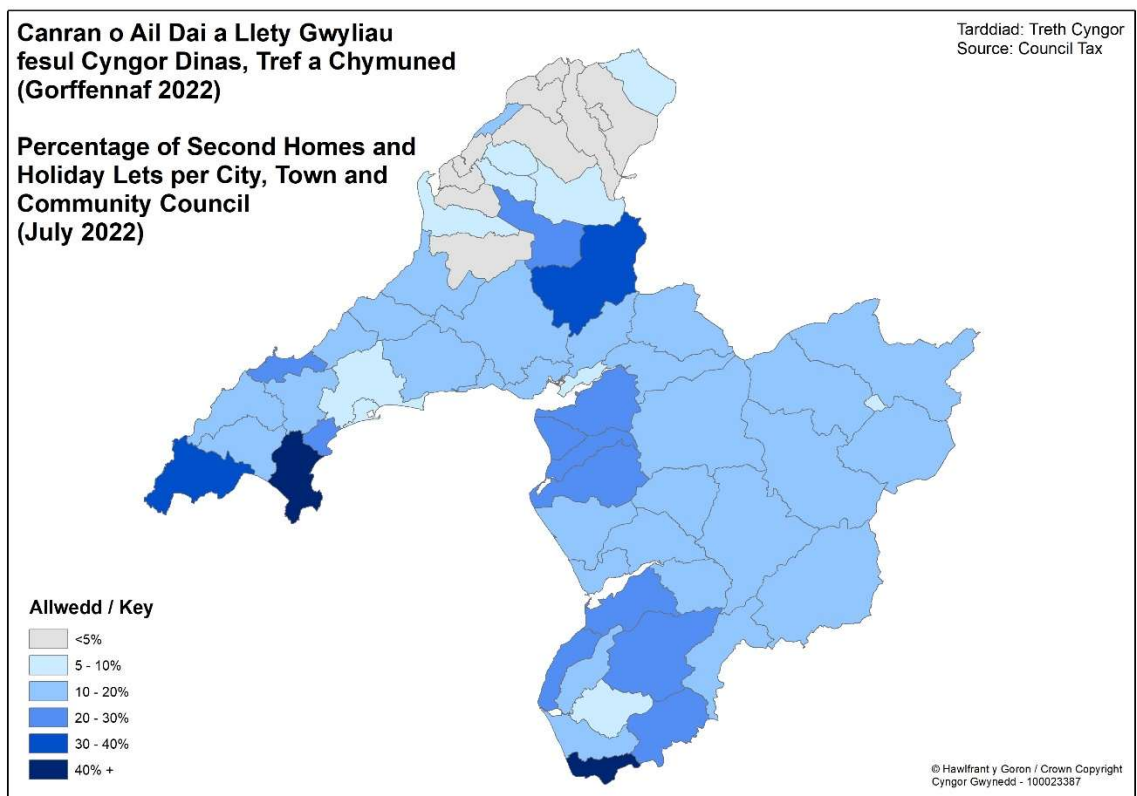 Canran o Ail Dai a Llety Gwyliau
fesul Cyngor Dinas, Tref a Chymuned
(Gorffennaf 2022)
Percentage of Second Homes and
Holiday Lets per City, Town and
Community Council
(July 2022)
Tarddiad: Treth Cyngor
Source: Council Tax
Allwedd / Key
<5%
5 - 10%
10 - 20%
20 - 30%
30 - 40%
40% +
© Hawlfrant y Goron / Crown Copyright
Cyngor Gwynedd - 100023387